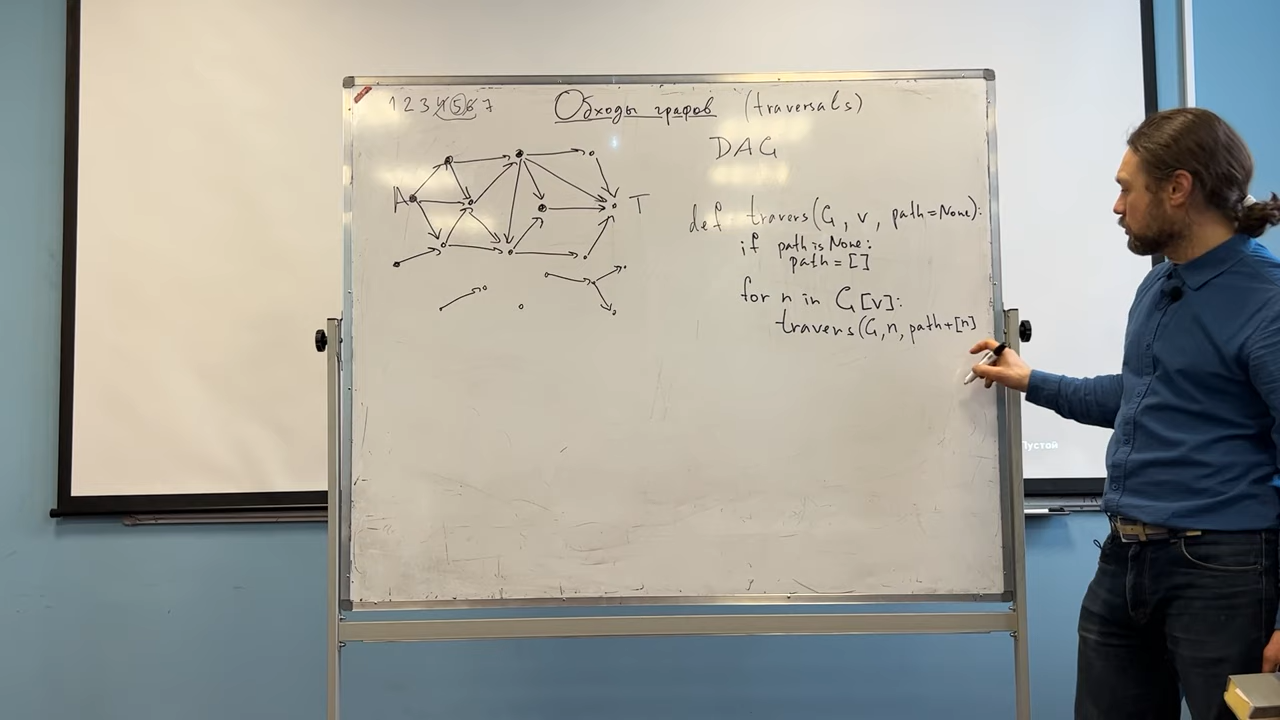 1 2 3 4 5 6 7
Обходы графов (traversals)
DAG
A
T
def travers(G, v, path=None):
if path is None:
path = []
for n in G[v]:
travers(G, n, path+[n]
Пустой